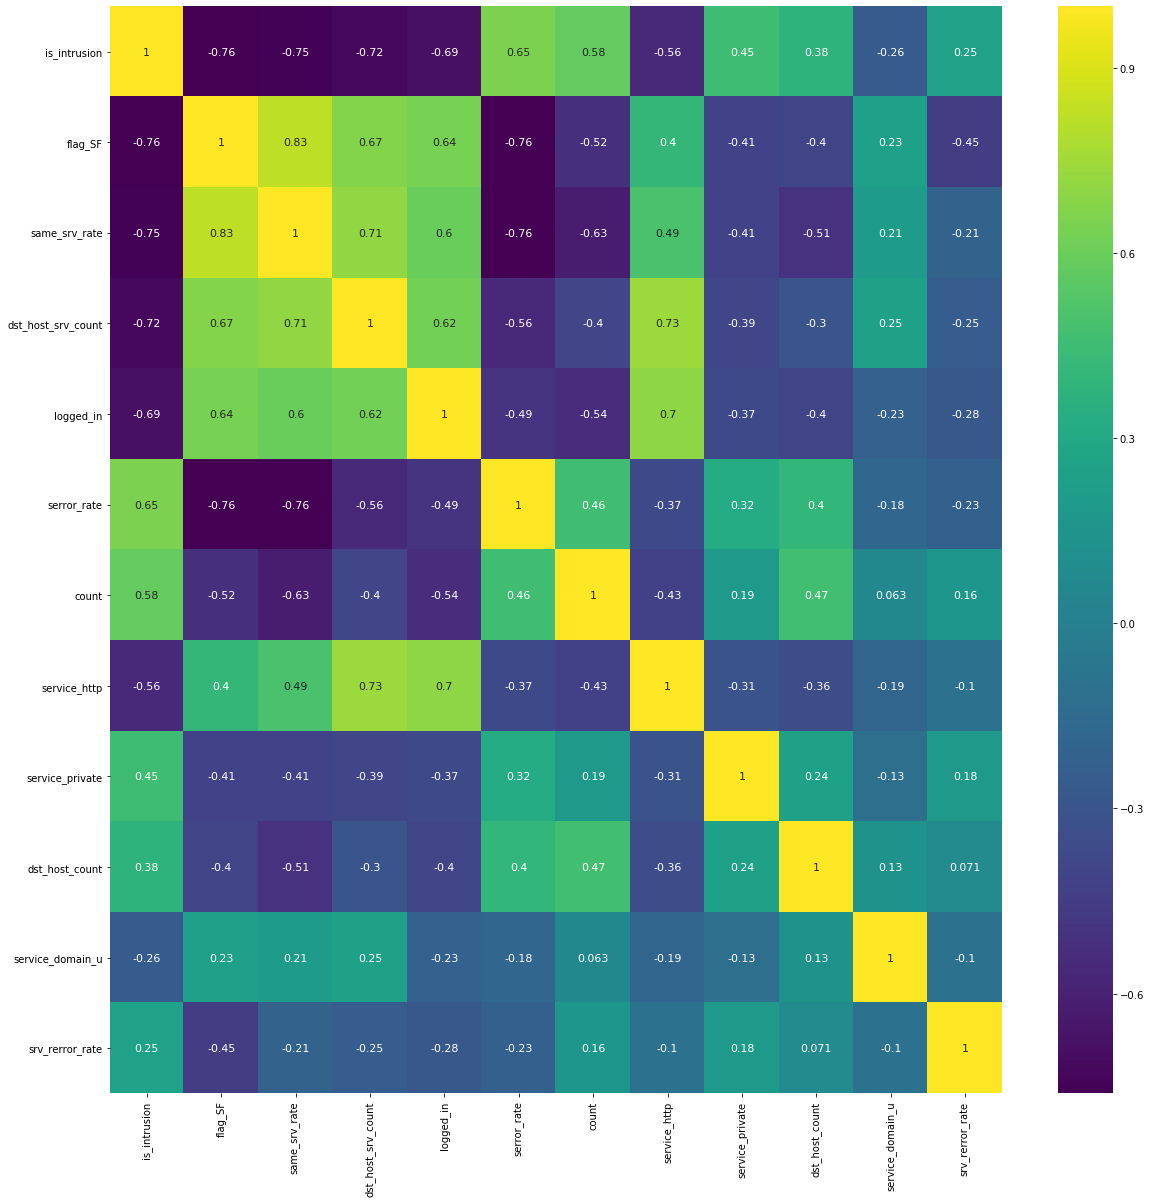 is_intrusion 1 -0.76 -0.75 -0.72 -0.69 0.65 0.58 -0.56 0.45 0.38 -0.26 0.25
flag_SF -0.76 1 0.83 0.67 0.64 -0.76 -0.52 0.4 -0.41 -0.4 0.23 -0.45
same_srv_rate -0.75 0.83 1 0.71 0.6 -0.76 -0.63 0.49 -0.41 -0.51 0.21 -0.21
dst_host_srv_count -0.72 0.67 0.71 1 0.62 -0.56 -0.4 0.73 -0.39 -0.3 0.25 -0.25
logged_in -0.69 0.64 0.6 0.62 1 -0.49 -0.54 0.7 -0.37 -0.4 -0.23 -0.28
serror_rate 0.65 -0.76 -0.76 -0.56 -0.49 1 0.46 -0.37 0.32 0.4 -0.18 -0.23
count 0.58 -0.52 -0.63 -0.4 -0.54 0.46 1 -0.43 0.19 0.47 0.063 0.16
service_http -0.56 0.4 0.49 0.73 0.7 -0.37 -0.43 1 -0.31 -0.36 -0.19 -0.1
service_private 0.45 -0.41 -0.41 -0.39 -0.37 0.32 0.19 -0.31 1 0.24 -0.13 0.18
dst_host_count 0.38 -0.4 -0.51 -0.3 -0.4 0.4 0.47 -0.36 0.24 1 0.13 0.071
service_domain_u -0.26 0.23 0.21 0.25 -0.23 -0.18 0.063 -0.19 -0.13 0.13 1 -0.1
srv_rerror_rate 0.25 -0.45 -0.21 -0.25 -0.28 -0.23 0.16 -0.1 0.18 0.071 -0.1 1
is_intrusion
flag_SF
same_srv_rate
dst_host_srv_count
logged_in
serror_rate
count
service_http
service_private
dst_host_count
service_domain_u
srv_rerror_rate
0.9
0.6
0.3
0.0
−0.3
−0.6